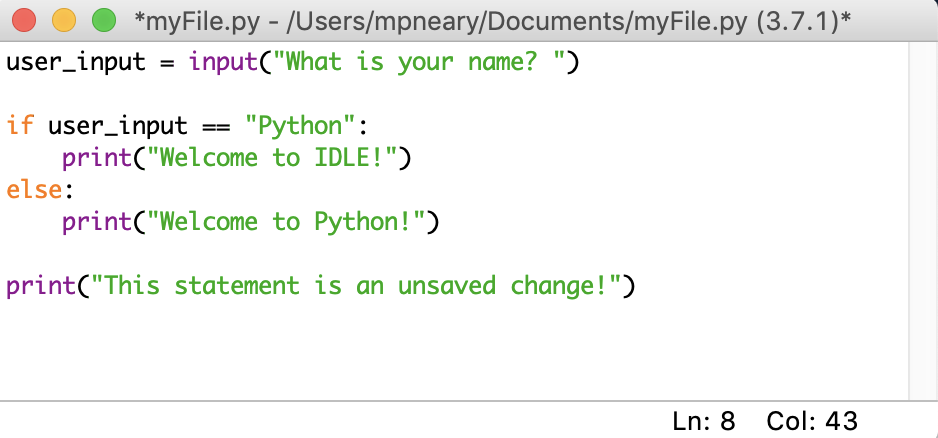 *myFile.py - /Users/mpneary/Documents/myFile.py (3.7.1)*
user_input = input("What is your name? ")

if user_input == "Python":
    print("Welcome to IDLE!")
else:
    print("Welcome to Python!")

print("This statement is an unsaved change!")
Ln: 8 Col: 43